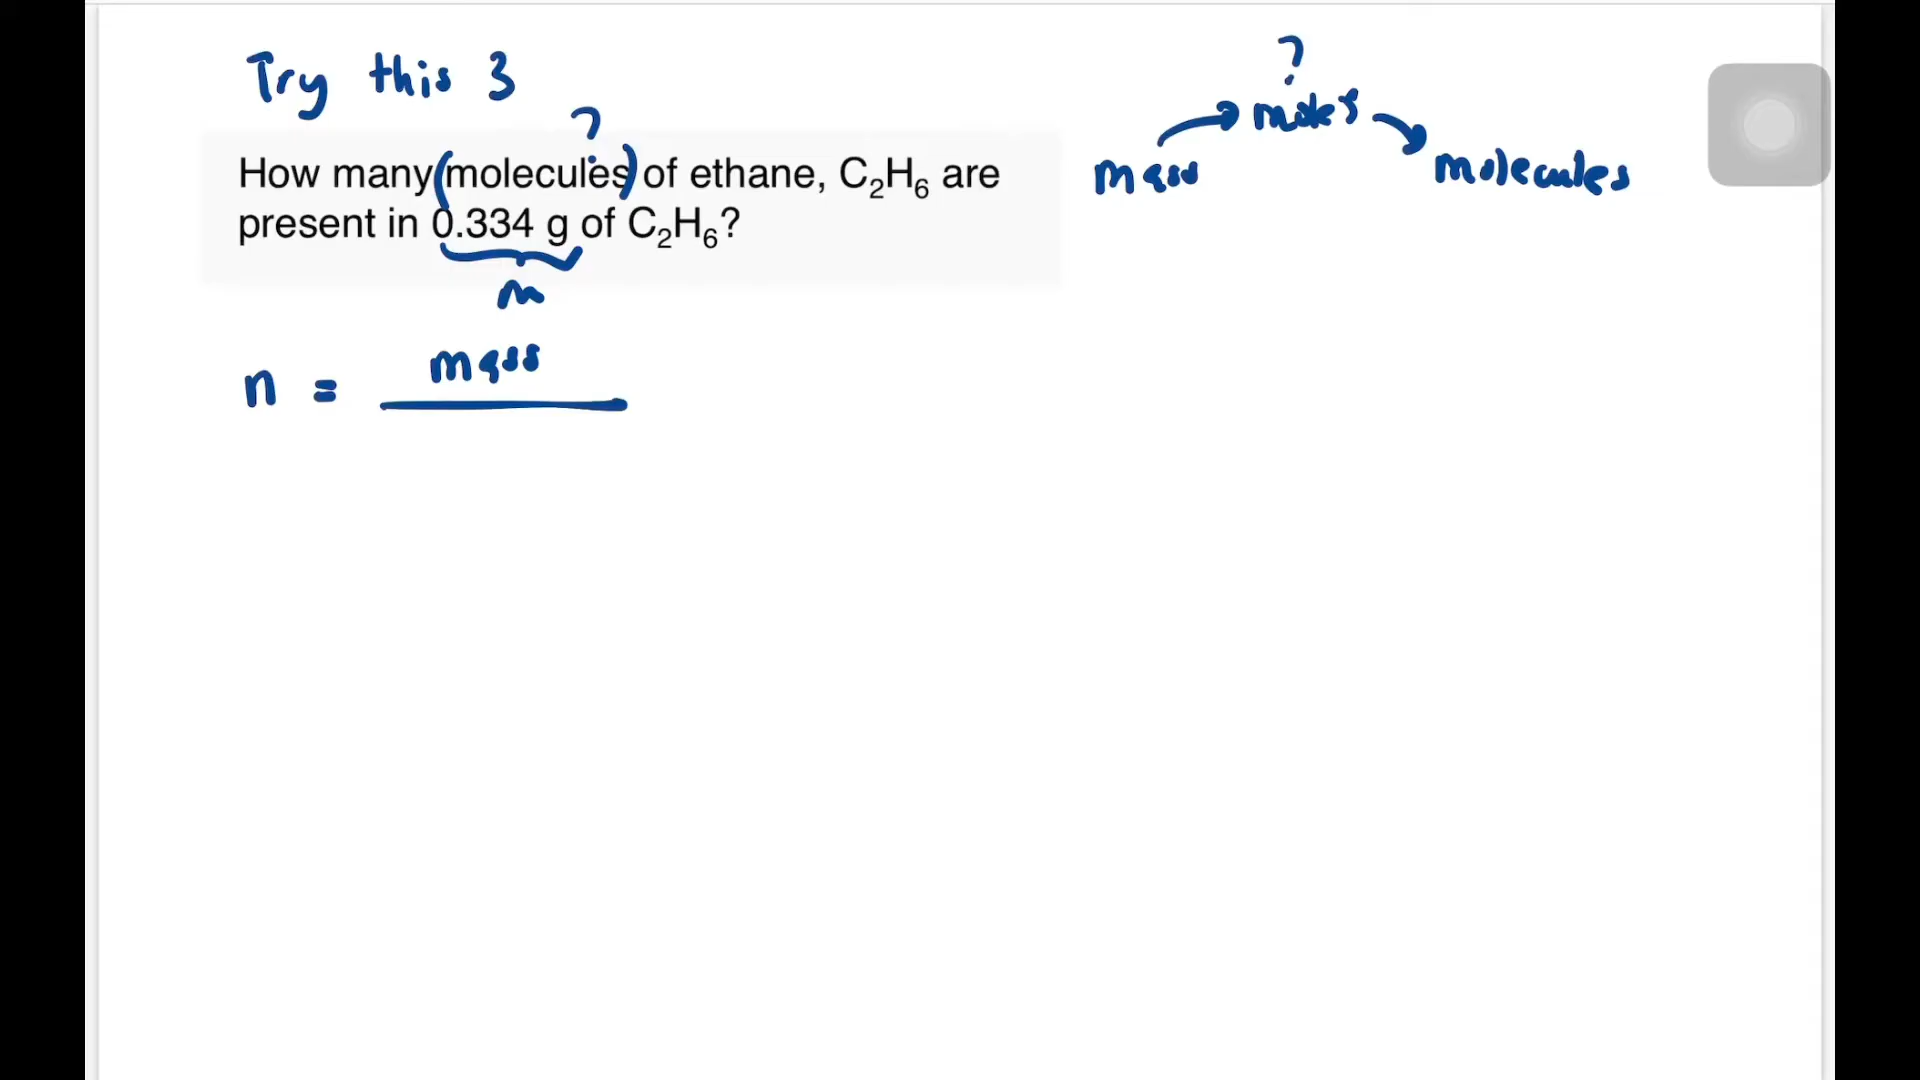 Try this 3
?
How many (molecules) of ethane, C₂H₆ are
present in 0.334 g of C₂H₆?
m
n = mass
?
mass moles molecules